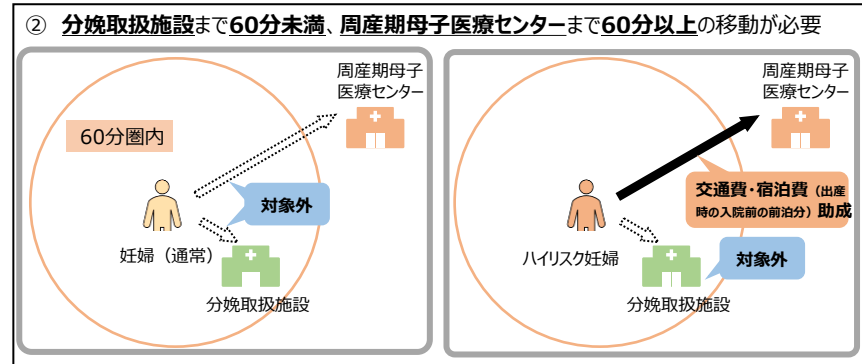 ② 分娩取扱施設まで60分未満、周産期母子医療センターまで60分以上の移動が必要
周産期母子
医療センター
60分圏内
対象外
妊婦（通常）
分娩取扱施設
周産期母子
医療センター
交通費・宿泊費（出産
時の入院前の前泊分）助成
ハイリスク妊婦
対象外
分娩取扱施設